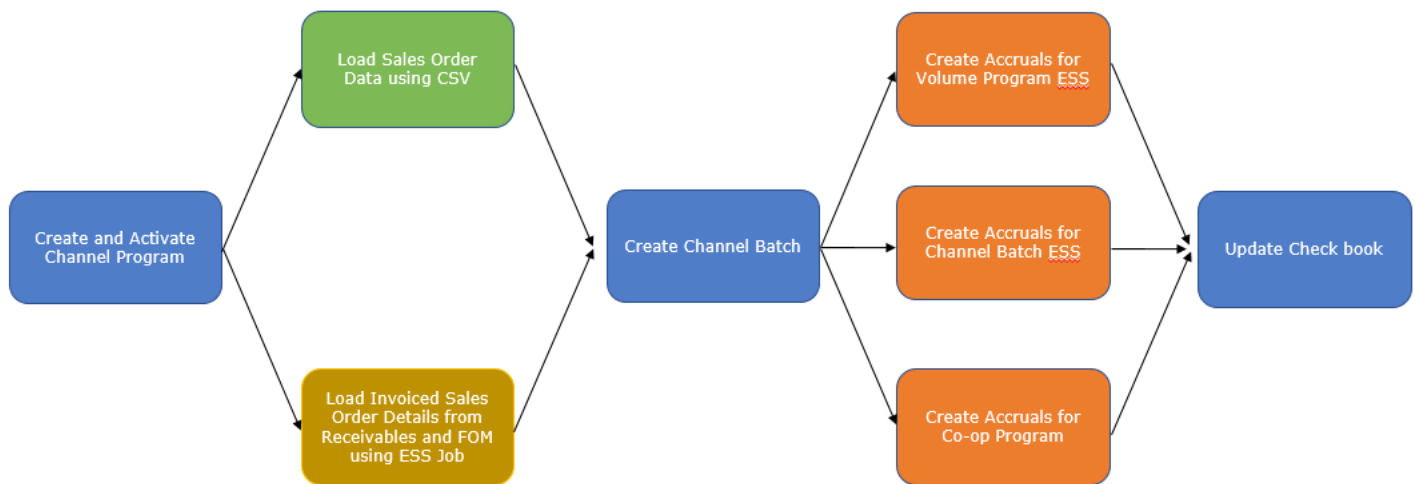 Create and Activate
Channel Program
Load Sales Order
Data using CSV
Load Invoiced Sales
Order Details from
Receivables and FOM
using ESS Job
Create Channel Batch
Create Accruals for
Volume Program ESS
Create Accruals for
Channel Batch ESS
Create Accruals for
Co-op Program
Update Check book